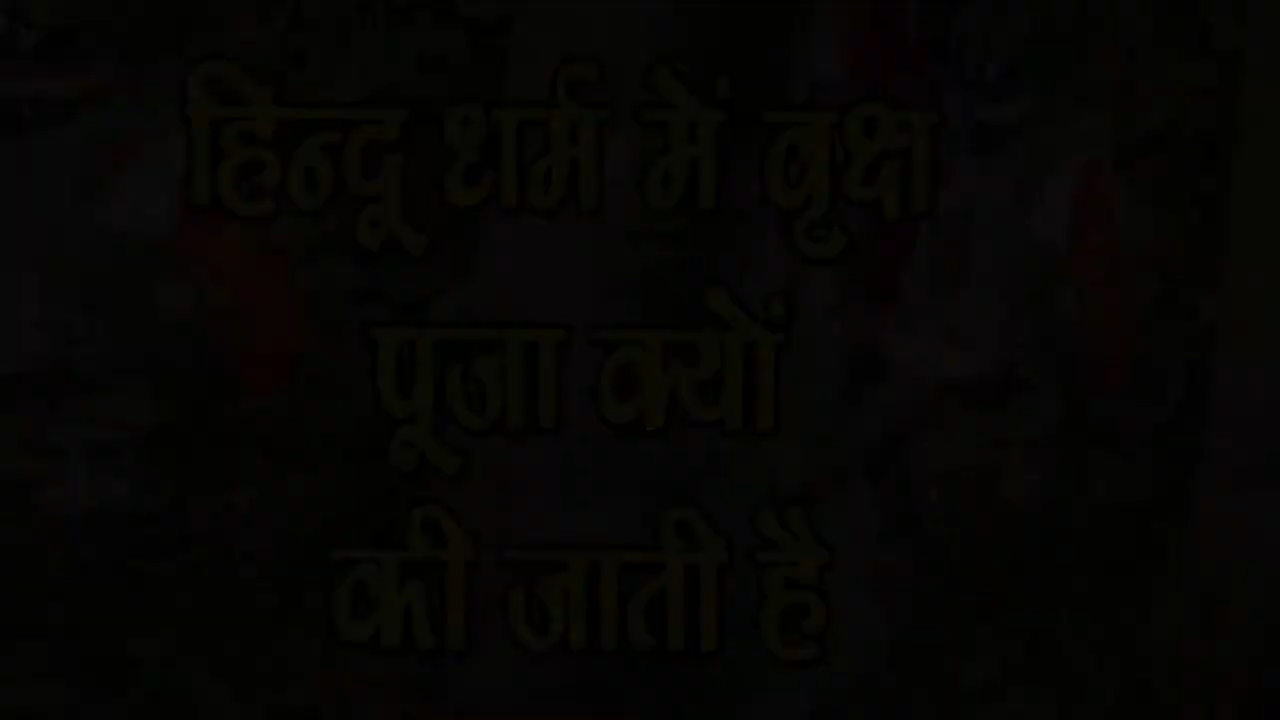 हिन्दू धर्म में वृक्ष
पूजा क्यों
की जाती है